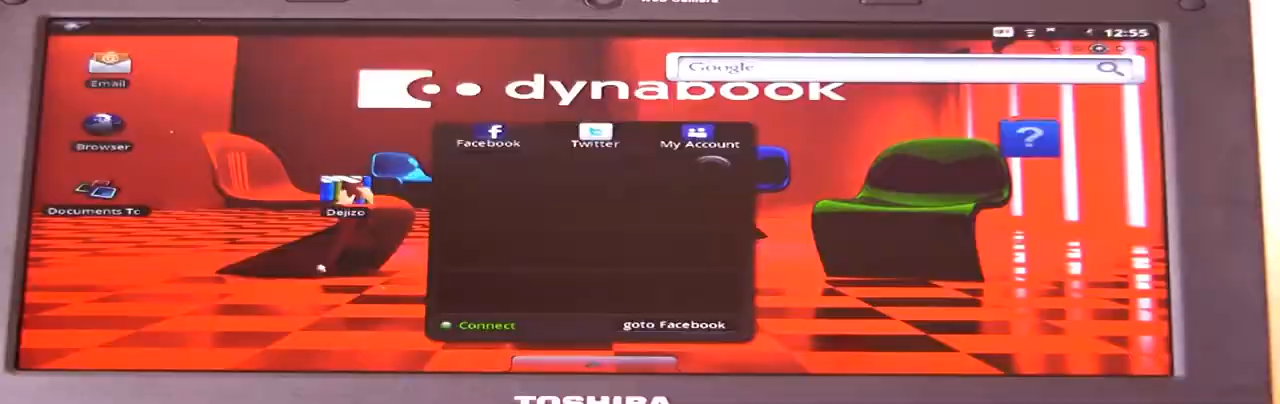 Web Camera
12:55
Google
dynabook
Email
Browser
Documents To
Dejizo
Facebook
Twitter
My Account
?
Connect
goto Facebook
TOSHIBA